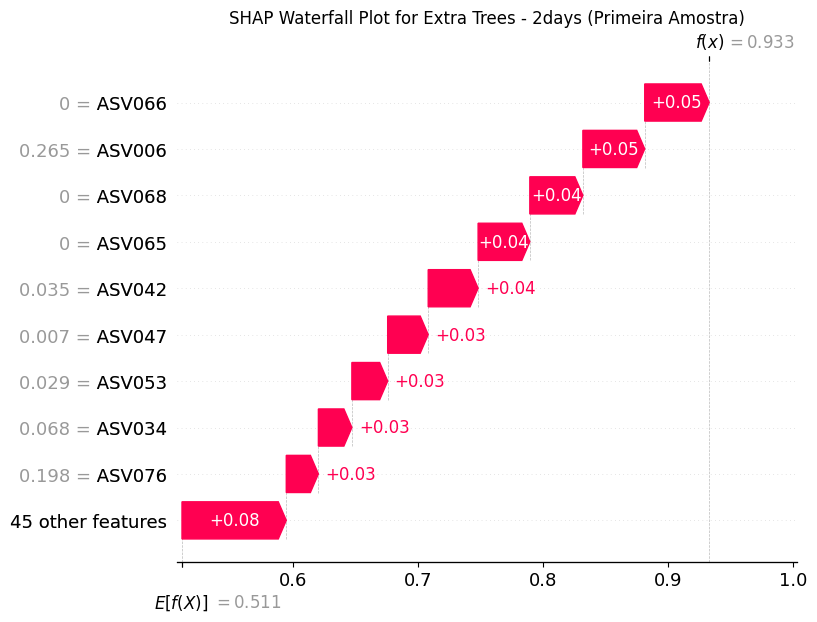 SHAP Waterfall Plot for Extra Trees - 2days (Primeira Amostra)
f(x) = 0.933
0 = ASV066 +0.05
0.265 = ASV006 +0.05
0 = ASV068 +0.04
0 = ASV065 +0.04
0.035 = ASV042 +0.04
0.007 = ASV047 +0.03
0.029 = ASV053 +0.03
0.068 = ASV034 +0.03
0.198 = ASV076 +0.03
45 other features +0.08
0.6 0.7 0.8 0.9 1.0
E[f(X)] = 0.511